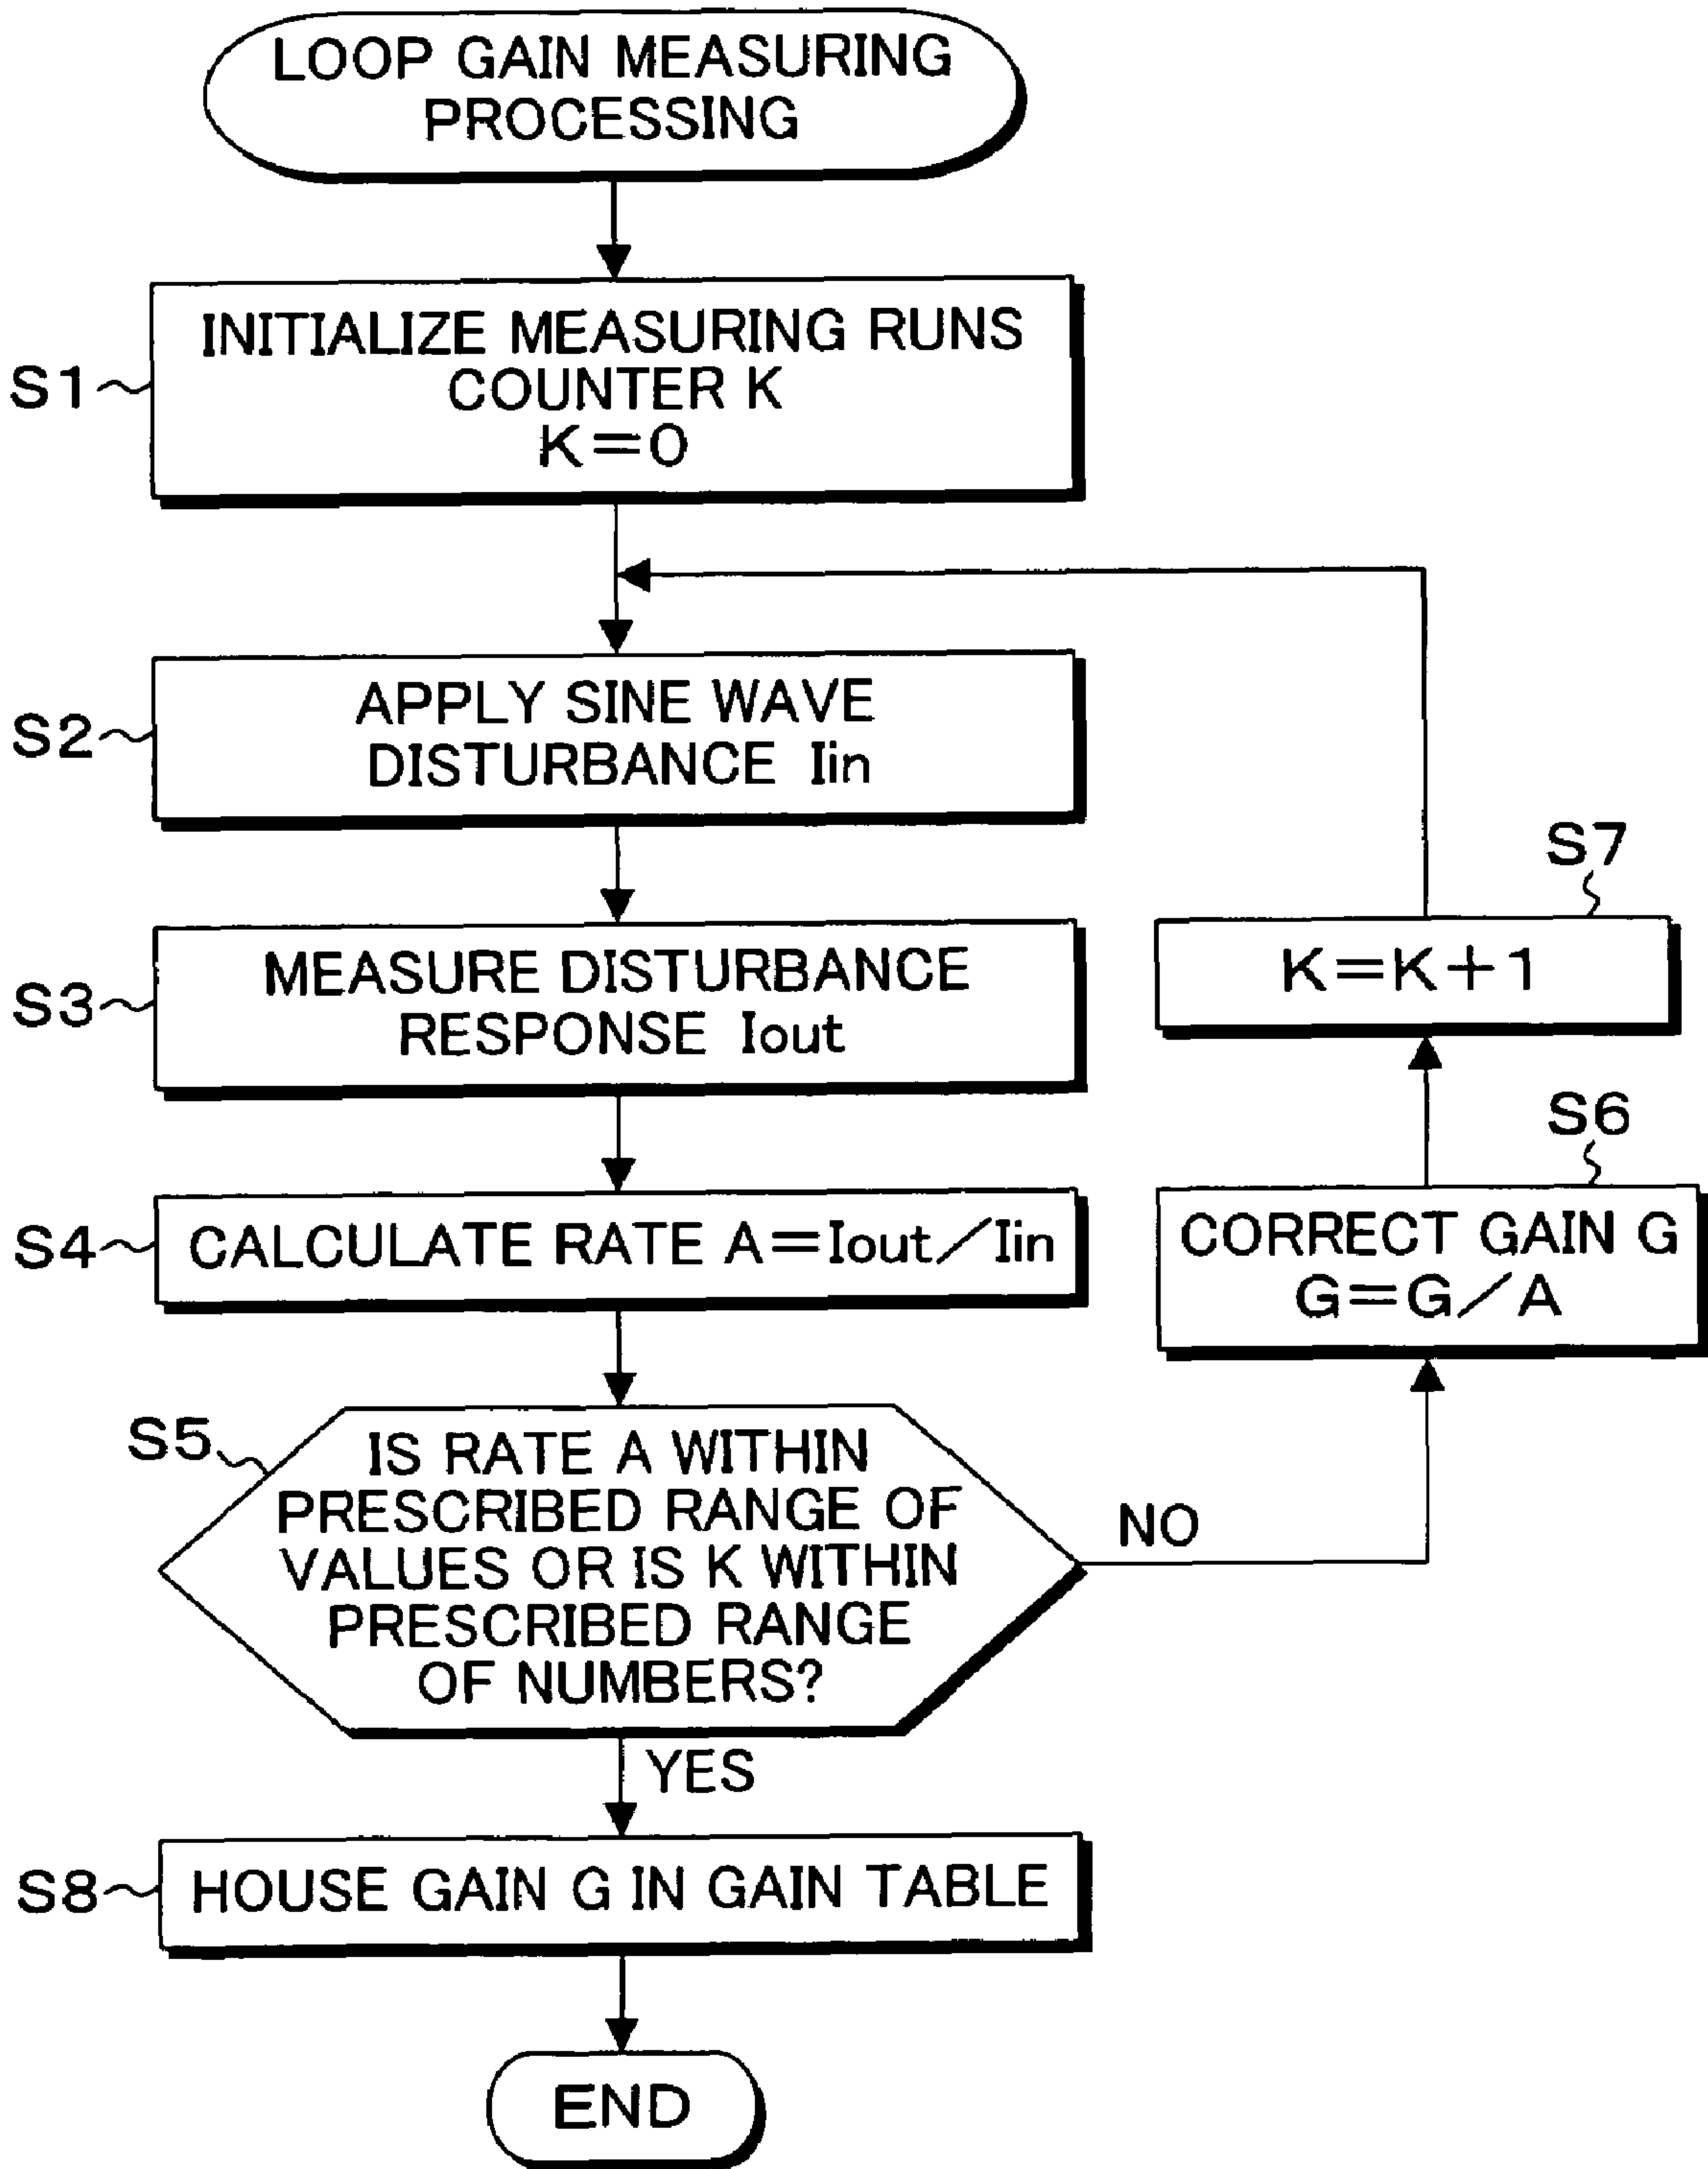 LOOP GAIN MEASURING
PROCESSING
S1
INITIALIZE MEASURING RUNS
COUNTER K
K=0
S2
APPLY SINE WAVE
DISTURBANCE Iin
S3
MEASURE DISTURBANCE
RESPONSE Iout
S4
CALCULATE RATE A=Iout/Iin
S5
IS RATE A WITHIN
PRESCRIBED RANGE OF
VALUES OR IS K WITHIN
PRESCRIBED RANGE
OF NUMBERS?
NO
S6
CORRECT GAIN G
G=G/A
S7
K=K+1
YES
S8
HOUSE GAIN G IN GAIN TABLE
END